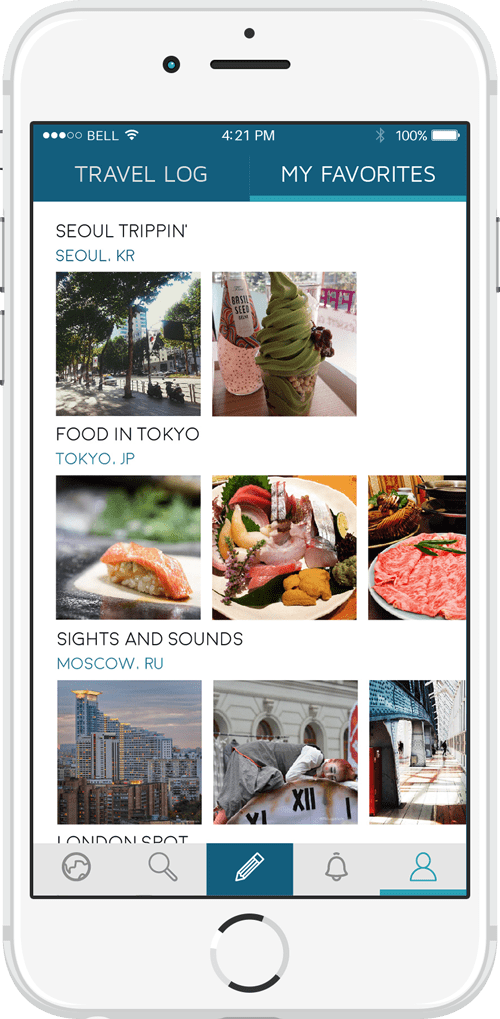 BELL 4:21 PM 100%
TRAVEL LOG MY FAVORITES
SEOUL TRIPPIN'
SEOUL. KR
BASIL
SEED
DRINK
FOOD IN TOKYO
TOKYO. JP
SIGHTS AND SOUNDS
MOSCOW. RU
XI XII I
LONDON SPOT